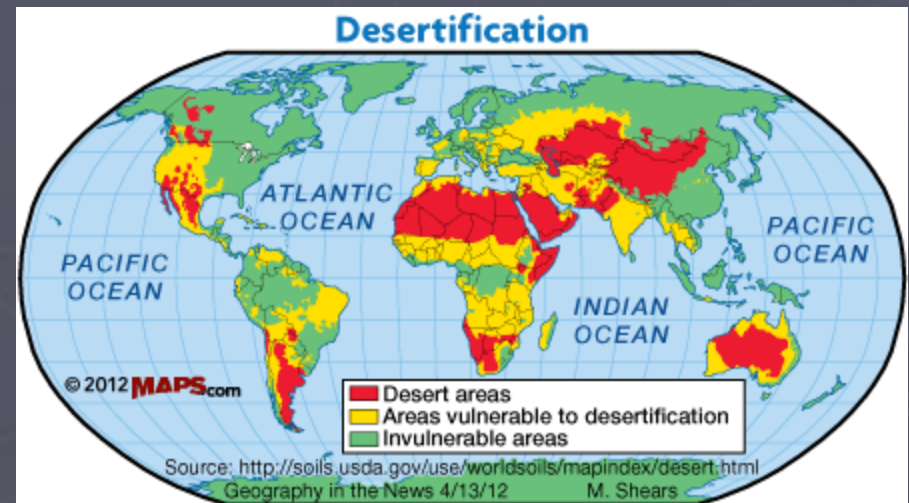 Desertification
ATLANTIC
OCEAN
PACIFIC
OCEAN
PACIFIC
OCEAN
INDIAN
OCEAN
© 2012 MAPS.com
Desert areas
Areas vulnerable to desertification
Invulnerable areas
Source: http://soils.usda.gov/use/worldsoils/mapindex/desert.html
Geography in the News 4/13/12 M. Shears